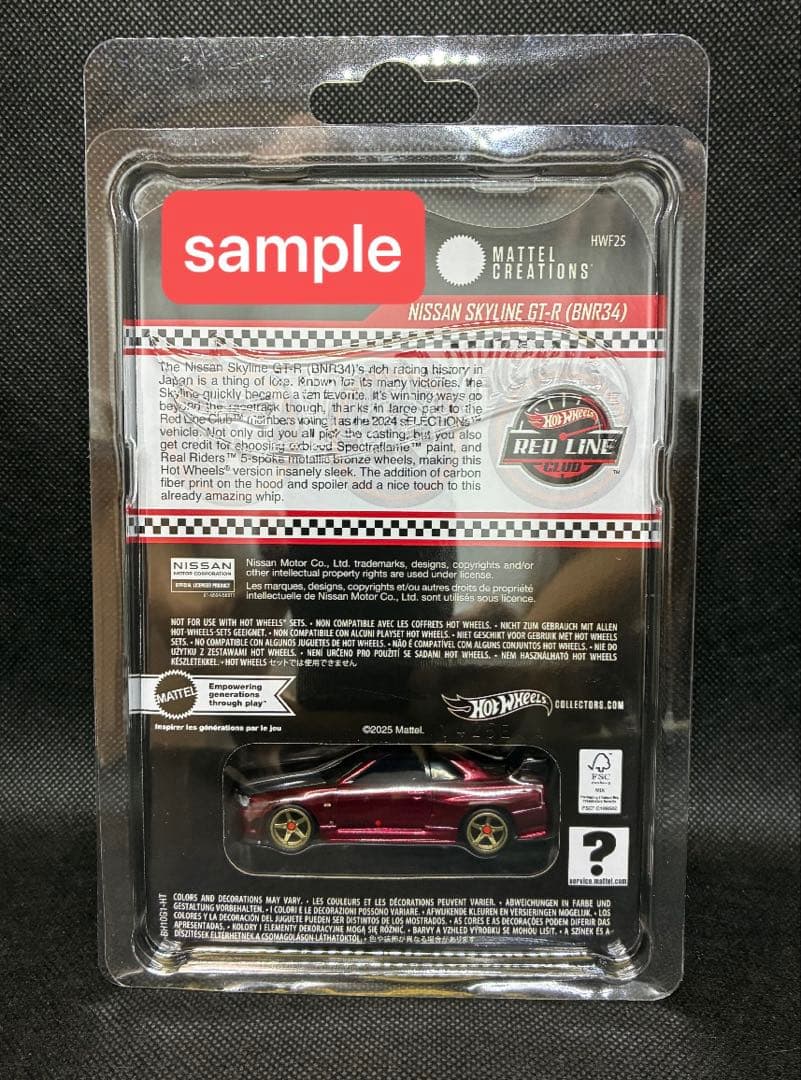 sample
MATTEL
CREATIONS
HWF25
NISSAN SKYLINE GT-R (BNR34)
The Nissan Skyline GT-R (BNR34)'s rich racing history in
Japan is a thing of lore. Known for its many victories, the
Skyline quickly became a fan favorite. It's winning ways go
beyond the racetrack though, thanks in large part to the
Red Line Club™ members voting it as the 2024 sELECTIONs™
vehicle. Not only did you all pick the casting, but you also
get credit for choosing oxblood Spectraflame™ paint, and
Real Riders™ 5-spoke metallic bronze wheels, making this
Hot Wheels® version insanely sleek. The addition of carbon
fiber print on the hood and spoiler add a nice touch to this
already amazing whip.
HOT WHEELS
RED LINE
CLUB™
NISSAN
MOTOR CORPORATION
OFFICIAL LICENSED PRODUCT
Nissan Motor Co., Ltd. trademarks, designs, copyrights and/or
other intellectual property rights are used under license.
Les marques, designs, copyrights et/ou autres droits de propriété
intellectuelle de Nissan Motor Co., Ltd. sont utilisés sous licence.
NOT FOR USE WITH HOT WHEELS® SETS. • NON COMPATIBLE AVEC LES COFFRETS HOT WHEELS. • NICHT ZUM GEBRAUCH MIT ALLEN
HOT-WHEELS-SETS GEEIGNET. • NON COMPATIBILE CON ALCUNI PLAYSET HOT WHEELS. • NIET GESCHIKT VOOR GEBRUIK MET HOT WHEELS
SETS. • NO COMPATIBLE CON ALGUNOS JUGUETES DE HOT WHEELS. • NÃO É COMPATÍVEL COM ALGUNS CONJUNTOS HOT WHEELS. • NIE DO
UŻYTKU Z ZESTAWAMI HOT WHEELS. • NENÍ URČENO PRO POUŽITÍ SE SADAMI HOT WHEELS. • NEM HASZNÁLHATÓ HOT WHEELS
KÉSZLETEKKEL. • HOT WHEELS セットでは使用できません
MATTEL
Empowering
generations
through play™
Inspirer les générations par le jeu
HOT WHEELS
COLLECTORS.COM
©2025 Mattel.
FSC
MIX
?
service.mattel.com
BH10G1-HT
COLORS AND DECORATIONS MAY VARY. • LES COULEURS ET LES DÉCORATIONS PEUVENT VARIER. • ABWEICHUNGEN IN FARBE UND
GESTALTUNG VORBEHALTEN. • I COLORI E LE DECORAZIONI POSSONO VARIARE. • AFWIJKENDE KLEUREN EN VERSIERINGEN MOGELIJK. • LOS
COLORES Y LA DECORACIÓN DEL JUGUETE PUEDEN SER DISTINTOS DE LOS MOSTRADOS. • AS CORES E AS DECORAÇÕES PODEM DIFERIR DAS
APRESENTADAS. • KOLORY I ELEMENTY DEKORACYJNE MOGĄ SIĘ RÓŻNIĆ. • BARVY A VZHLED VÝROBKU SE MOHOU LIŠIT. • A SZÍNEK ÉS A
DÍSZÍTÉSEK ELTÉRHETNEK A CSOMAGOLÁSON LÁTHATÓKTÓL. • 色や装飾が異なる場合があります